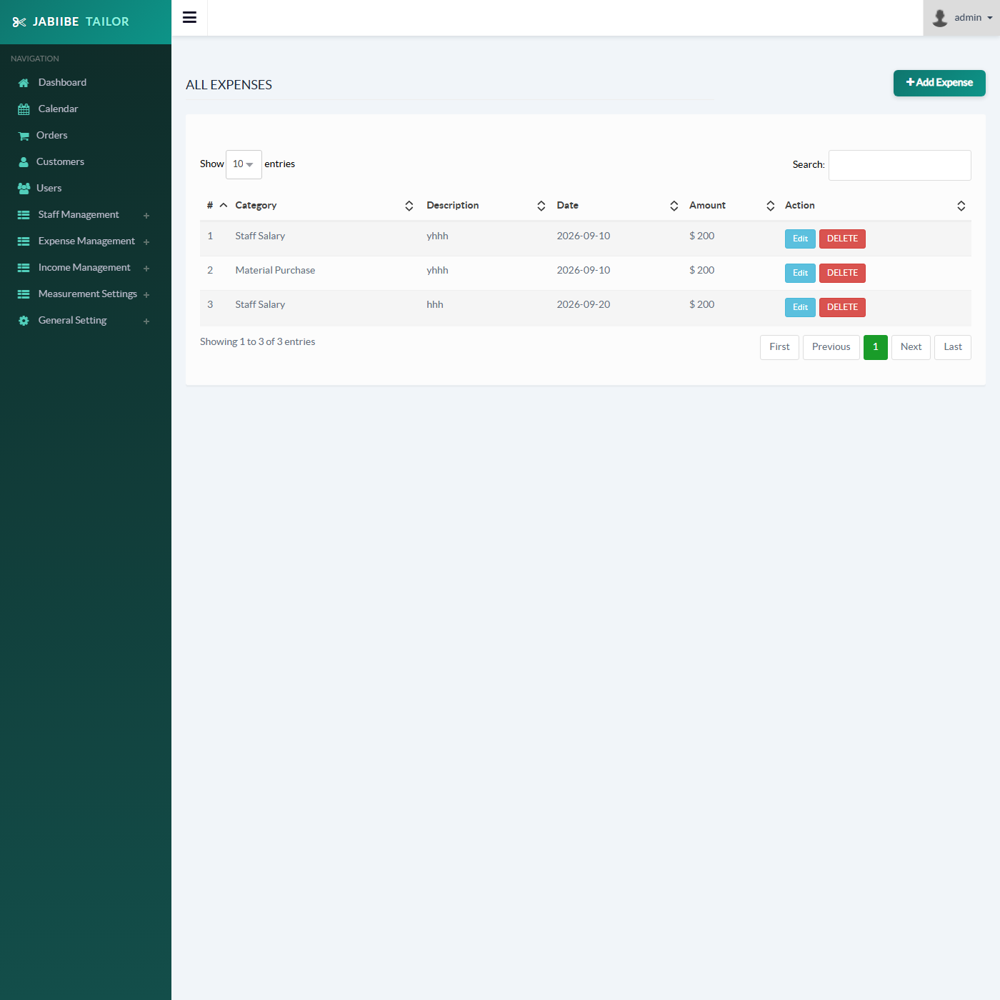 JABIIBE TAILOR
admin
NAVIGATION
Dashboard
Calendar
Orders
Customers
Users
Staff Management +
Expense Management +
Income Management +
Measurement Settings +
General Setting +
ALL EXPENSES
+ Add Expense
Show 10 entries
Search:
# Category Description Date Amount Action
1 Staff Salary yhhh 2026-09-10 $ 200 Edit DELETE
2 Material Purchase yhhh 2026-09-10 $ 200 Edit DELETE
3 Staff Salary hhh 2026-09-20 $ 200 Edit DELETE
Showing 1 to 3 of 3 entries
First Previous 1 Next Last